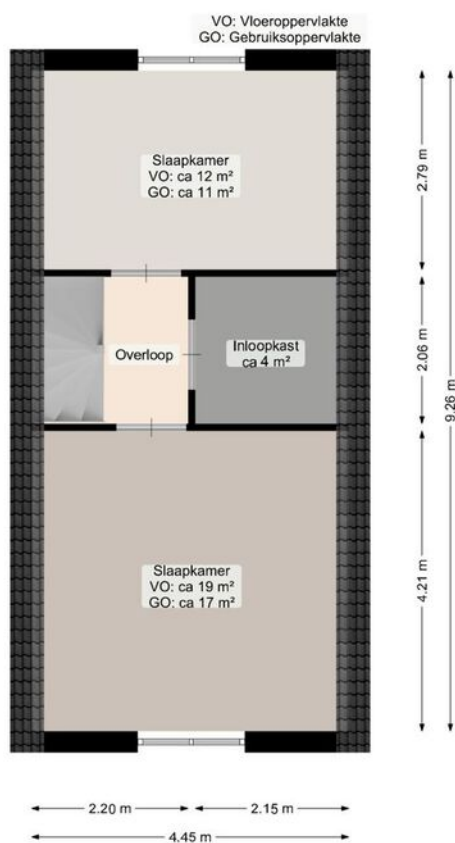 VO: Vloeroppervlakte
GO: Gebruiksoppervlakte
Slaapkamer
VO: ca 12 m²
GO: ca 11 m²
2.79 m
Overloop
Inloopkast
ca 4 m²
2.06 m
9.26 m
Slaapkamer
VO: ca 19 m²
GO: ca 17 m²
4.21 m
2.20 m
2.15 m
4.45 m